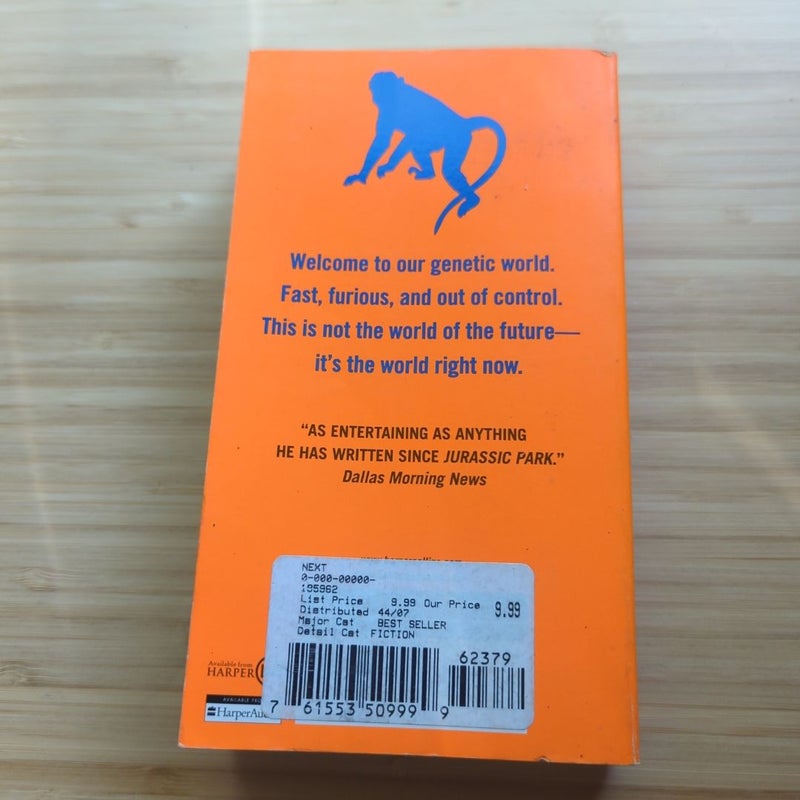 Welcome to our genetic world.
Fast, furious, and out of control.
This is not the world of the future—
it's the world right now.
“AS ENTERTAINING AS ANYTHING
HE HAS WRITTEN SINCE JURASSIC PARK.”
Dallas Morning News
NEXT
0-000-00000-
195962
List Price 9.99 Our Price 9.99
Distributed 44/07
Major Cat BEST SELLER
Detail Cat FICTION
62379
7 61553 50999 9
Available from
HARPER
HarperAu